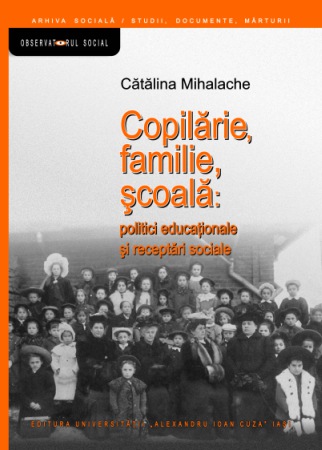 ARHIVA SOCIALĂ / STUDII, DOCUMENTE, MĂRTURII
OBSERVATORUL SOCIAL
Cătălina Mihalache
Copilărie,
familie,
şcoală:
politici educaţionale
şi receptări sociale
EDITURA UNIVERSITĂŢII „ALEXANDRU IOAN CUZA" IAŞI